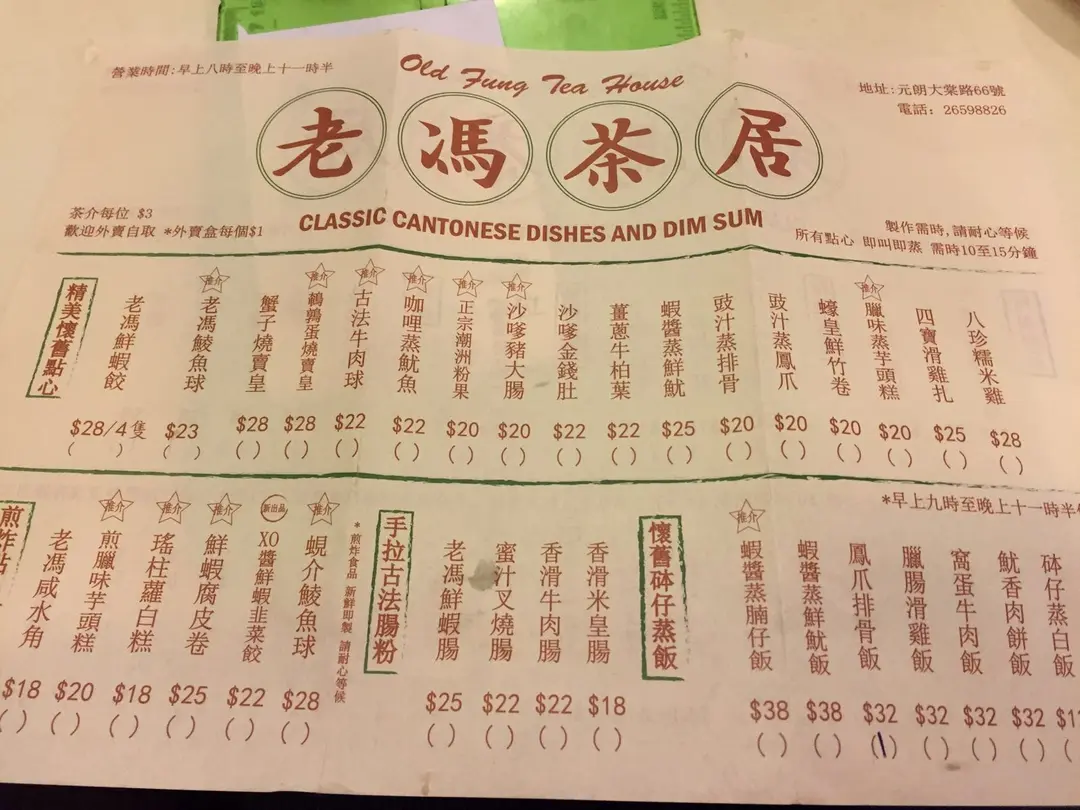 營業時間:早上八時至晚上十一時半
Old Fung Tea House
地址:元朗大棠路66號
電話: 26598826
老馮茶居
茶介每位 $3
歡迎外賣自取 *外賣盒每個$1
CLASSIC CANTONESE DISHES AND DIM SUM
製作需時,請耐心等候
所有點心 即叫即蒸 需時10至15分鐘
精美懷舊點心
老馮鮮蝦餃 $28/4隻 ( )
推介 老馮鯪魚球 $23 ( )
蟹子燒賣皇 $28 ( )
推介 鵪鶉蛋燒賣皇 $28 ( )
推介 古法牛肉球 $22 ( )
推介 咖哩蒸魷魚 $22 ( )
推介 正宗潮洲粉果 $20 ( )
推介 沙嗲豬大腸 $20 ( )
沙嗲金錢肚 $22 ( )
薑蔥牛柏葉 $22 ( )
蝦醬蒸鮮魷 $25 ( )
豉汁蒸排骨 $20 ( )
豉汁蒸鳳爪 $20 ( )
蠔皇鮮竹卷 $20 ( )
推介 臘味蒸芋頭糕 $20 ( )
四寶滑雞扎 $25 ( )
八珍糯米雞 $28 ( )
煎炸點
老馮咸水角 $18 ( )
推介 煎臘味芋頭糕 $20 ( )
推介 瑤柱蘿白糕 $18 ( )
推介 鮮蝦腐皮卷 $25 ( )
新出品 XO醬鮮蝦韭菜餃 $22 ( )
推介 蜆介鯪魚球 $28 ( )
*煎炸食品 新鮮即製 請耐心等候
手拉古法腸粉
老馮鮮蝦腸 $25 ( )
蜜汁叉燒腸 $22 ( )
香滑牛肉腸 $22 ( )
香滑米皇腸 $18 ( )
懷舊砵仔蒸飯
*早上九時至晚上十一時半
推介 蝦醬蒸腩仔飯 $38 ( )
蝦醬蒸鮮魷飯 $38 ( )
鳳爪排骨飯 $32 ( )
臘腸滑雞飯 $32 ( )
窩蛋牛肉飯 $32 ( )
魷香肉餅飯 $32 ( )
砵仔蒸白飯